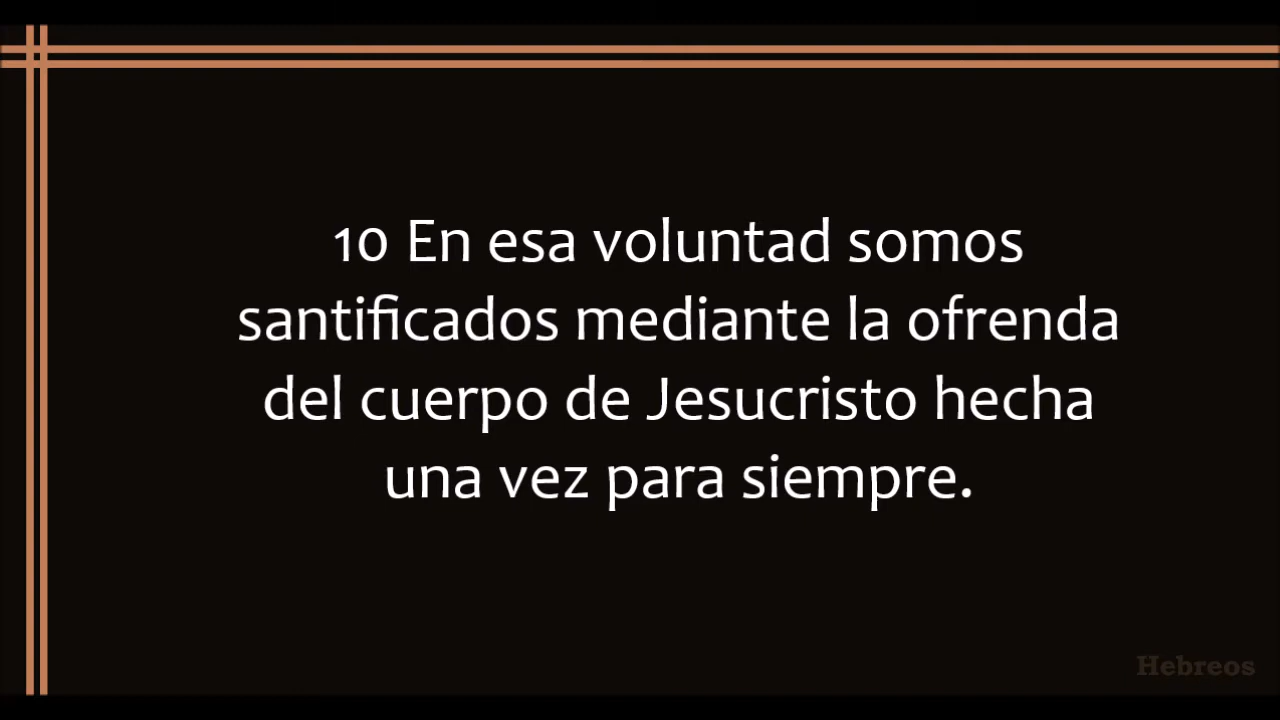 10 En esa voluntad somos
santificados mediante la ofrenda
del cuerpo de Jesucristo hecha
una vez para siempre.
Hebreos